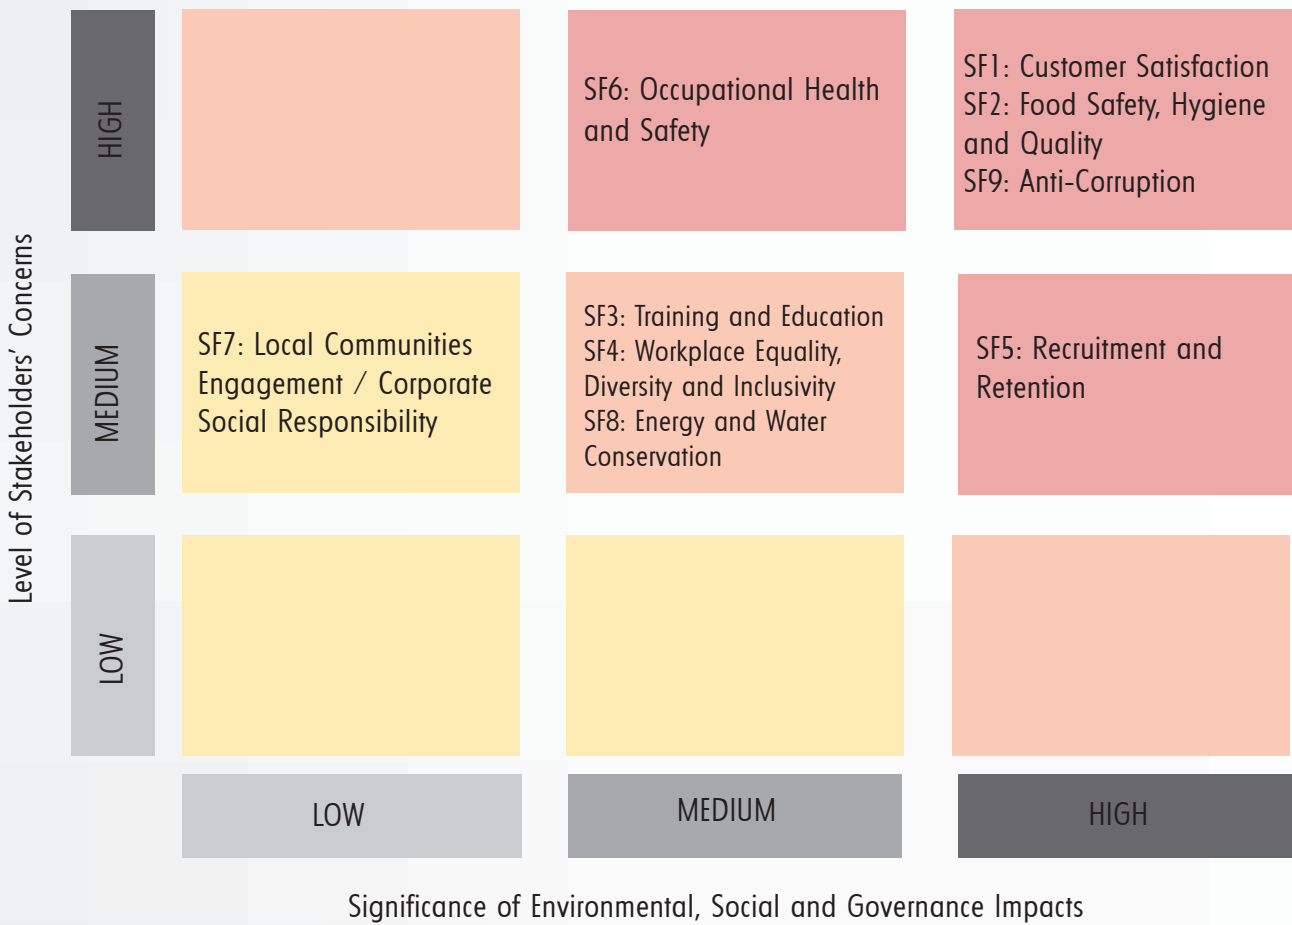 Level of Stakeholders' Concerns
HIGH
SF6: Occupational Health
and Safety
SF1: Customer Satisfaction
SF2: Food Safety, Hygiene
and Quality
SF9: Anti-Corruption
MEDIUM
SF7: Local Communities
Engagement / Corporate
Social Responsibility
SF3: Training and Education
SF4: Workplace Equality,
Diversity and Inclusivity
SF8: Energy and Water
Conservation
SF5: Recruitment and
Retention
LOW
LOW
MEDIUM
HIGH
Significance of Environmental, Social and Governance Impacts